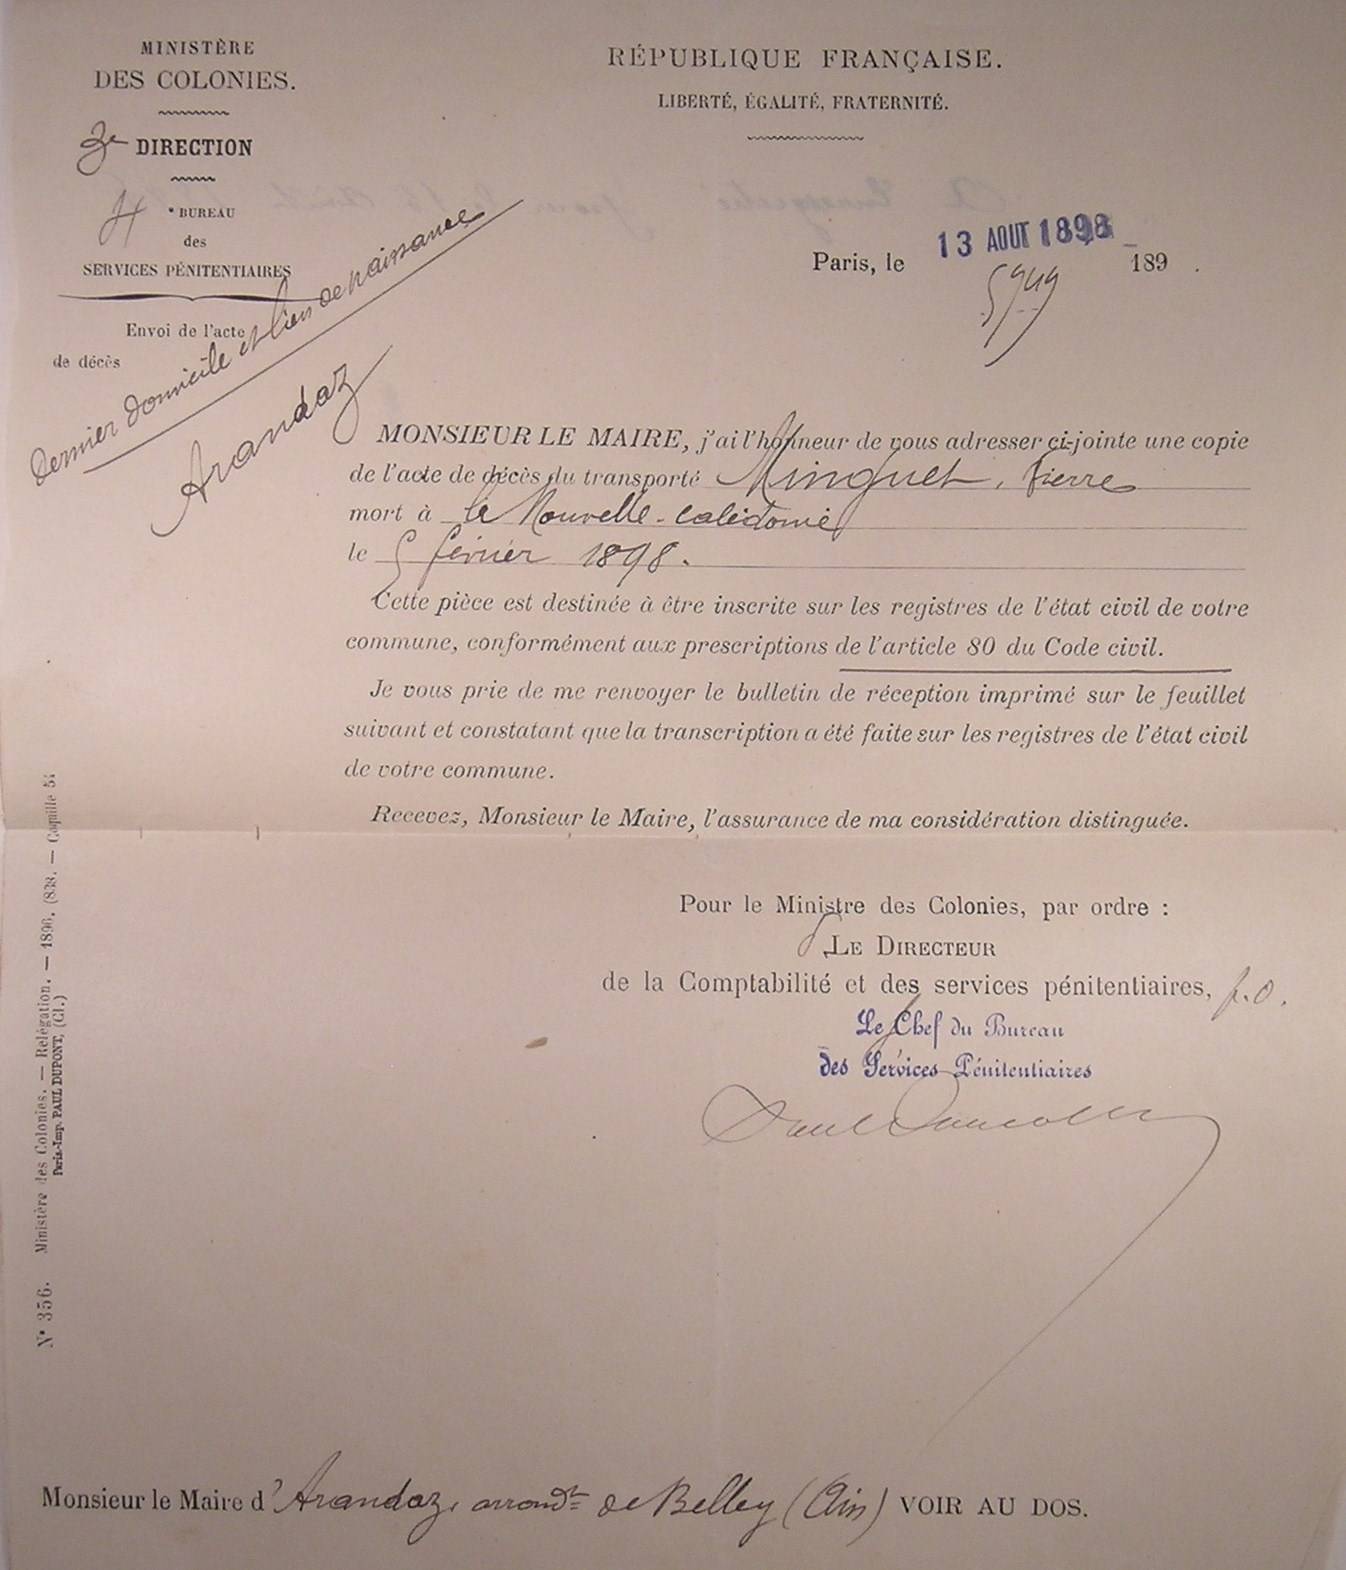 MINISTÈRE
DES COLONIES.
3e DIRECTION
4 e BUREAU
des
SERVICES PÉNITENTIAIRES
Envoi de l'acte
de décès
Dernier domicile et lieu de naissance
Arandaz
RÉPUBLIQUE FRANÇAISE.
LIBERTÉ, ÉGALITÉ, FRATERNITÉ.
Paris, le 13 AOUT 1898 189 .
MONSIEUR LE MAIRE, j'ai l'honneur de vous adresser ci-jointe une copie
de l'acte de décès du transporté Minguet, Pierre
mort à la Nouvelle-Calédonie
le 5 février 1898.
Cette pièce est destinée à être inscrite sur les registres de l'état civil de votre
commune, conformément aux prescriptions de l'article 80 du Code civil.
Je vous prie de me renvoyer le bulletin de réception imprimé sur le feuillet
suivant et constatant que la transcription a été faite sur les registres de l'état civil
de votre commune.
Recevez, Monsieur le Maire, l'assurance de ma considération distinguée.
Pour le Ministre des Colonies, par ordre :
LE DIRECTEUR
de la Comptabilité et des services pénitentiaires, p.o.
Le Chef du Bureau
des Services Pénitentiaires
N° 356. Ministère des Colonies. — Relégation. — 1896. (838. — Coquille
Paris.-Imp. PAUL DUPONT, (Cl.)
Monsieur le Maire d'Arandaz, arrondt de Belley (Ain) VOIR AU DOS.